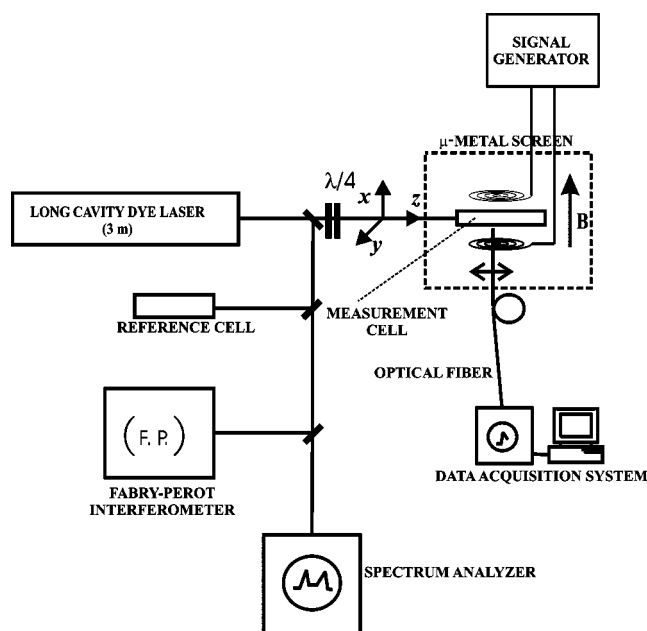 SIGNAL
GENERATOR
μ-METAL SCREEN
λ/4
x
z
y
B
LONG CAVITY DYE LASER
(3 m)
REFERENCE CELL
MEASUREMENT
CELL
OPTICAL FIBER
(F. P.)
FABRY-PEROT
INTERFEROMETER
DATA ACQUISITION SYSTEM
SPECTRUM ANALYZER